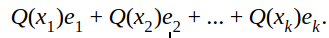 Q(x₁)e₁ + Q(x₂)e₂ + ... + Q(xₖ)eₖ.